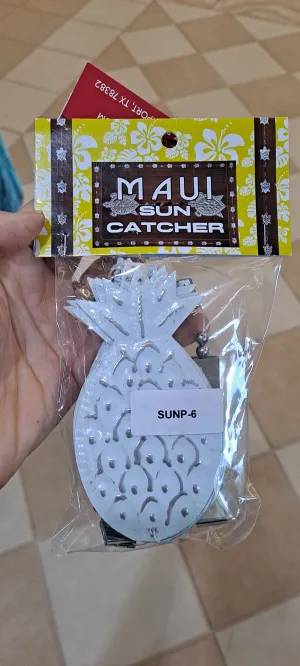 PORT, TX 78382
MAUI
SUN
CATCHER
SUNP-6